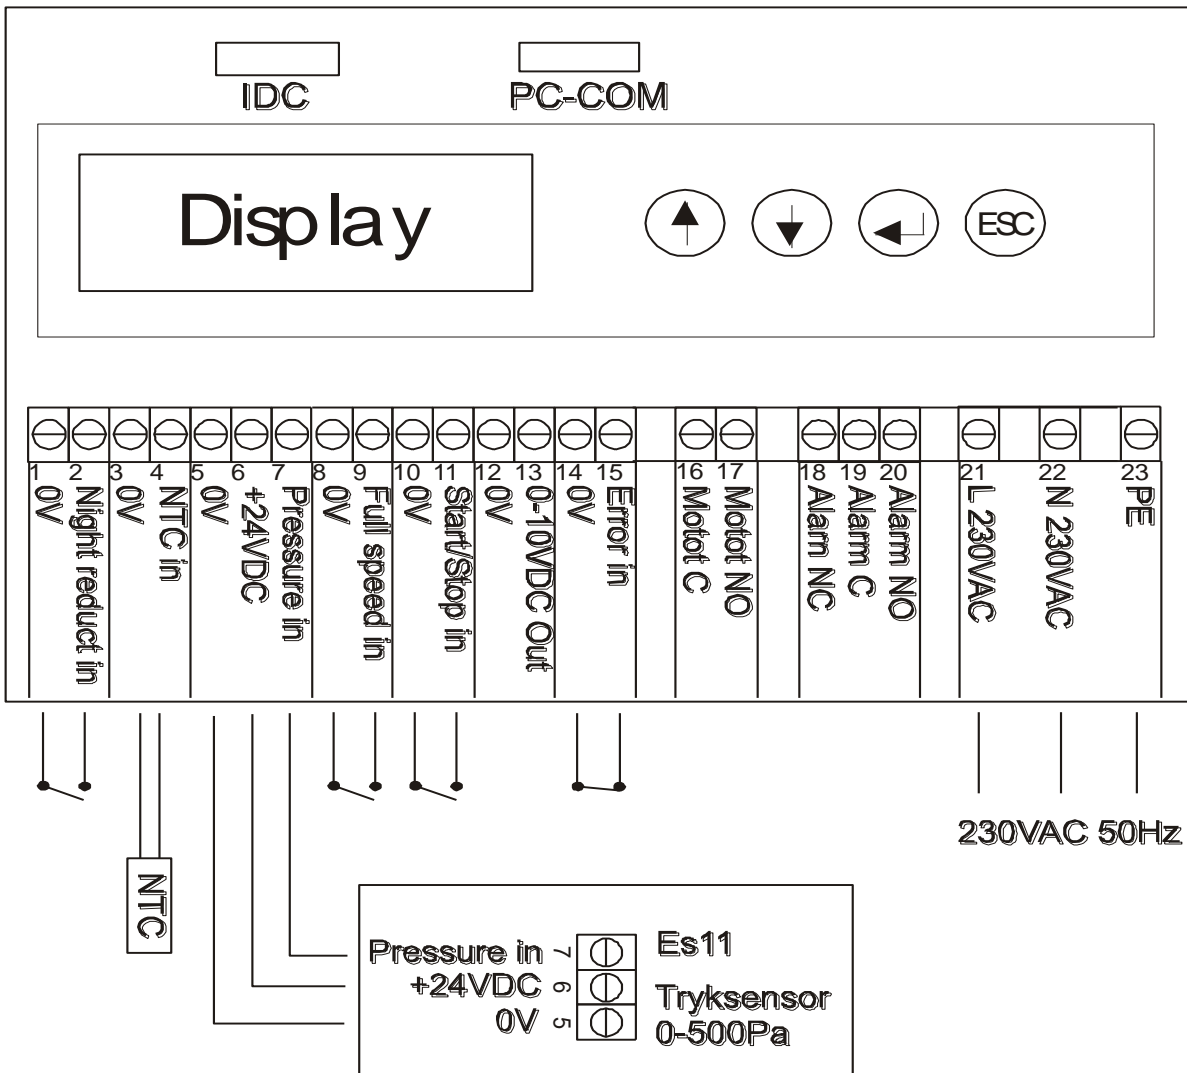 IDC
PC-COM
Display
ESC
1 2 3 4 5 6 7 8 9 10 11 12 13 14 15 16 17 18 19 20 21 22 23
0V
Night reduct in
0V
NTC in
0V
+24VDC
Pressure in
0V
Full speed in
0V
Start/Stop in
0V
0-10VDC Out
0V
Error in
Motot C
Motot NO
Alarn NC
Alarm C
Alarm NO
L 230VAC
N 230VAC
PE
230VAC 50Hz
NTC
Pressure in 7
+24VDC 6
0V 5
Es11
Tryksensor
0-500Pa